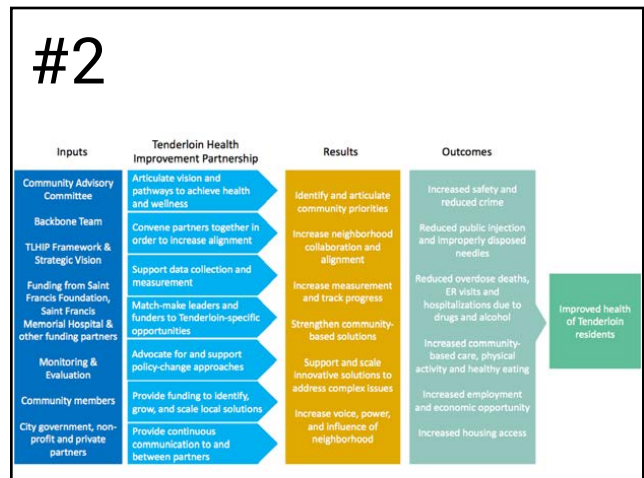 #2
Inputs
Community Advisory
Committee
Backbone Team
TLHIP Framework &
Strategic Vision
Funding from Saint
Francis Foundation,
Saint Francis
Memorial Hospital &
other funding partners
Monitoring &
Evaluation
Community members
City government, non-
profit and private
partners
Tenderloin Health
Improvement Partnership
Articulate vision and
pathways to achieve health
and wellness
Convene partners together in
order to increase alignment
Support data collection and
measurement
Match-make leaders and
funders to Tenderloin-specific
opportunities
Advocate for and support
policy-change approaches
Provide funding to identify,
grow, and scale local solutions
Provide continuous
communication to and
between partners
Results
Identify and articulate
community priorities
Increase neighborhood
collaboration and
alignment
Increase measurement
and track progress
Strengthen community-
based solutions
Support and scale
innovative solutions to
address complex issues
Increase voice, power,
and influence of
neighborhood
Outcomes
Increased safety and
reduced crime
Reduced public injection
and improperly disposed
needles
Reduced overdose deaths,
ER visits and
hospitalizations due to
drugs and alcohol
Increased community-
based care, physical
activity and healthy eating
Increased employment
and economic opportunity
Increased housing access
Improved health
of Tenderloin
residents